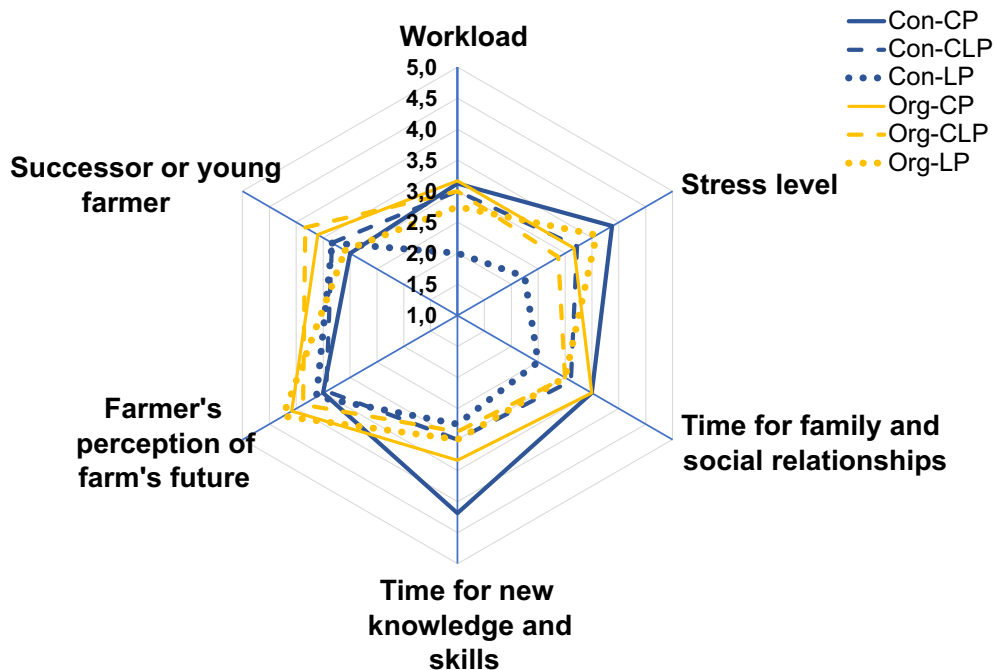 Workload
Con-CP
Con-CLP
Con-LP
Org-CP
Org-CLP
Org-LP
5,0
4,5
4,0
3,5
3,0
2,5
2,0
1,5
1,0
Stress level
Time for family and
social relationships
Time for new
knowledge and
skills
Farmer's
perception of
farm's future
Successor or young
farmer